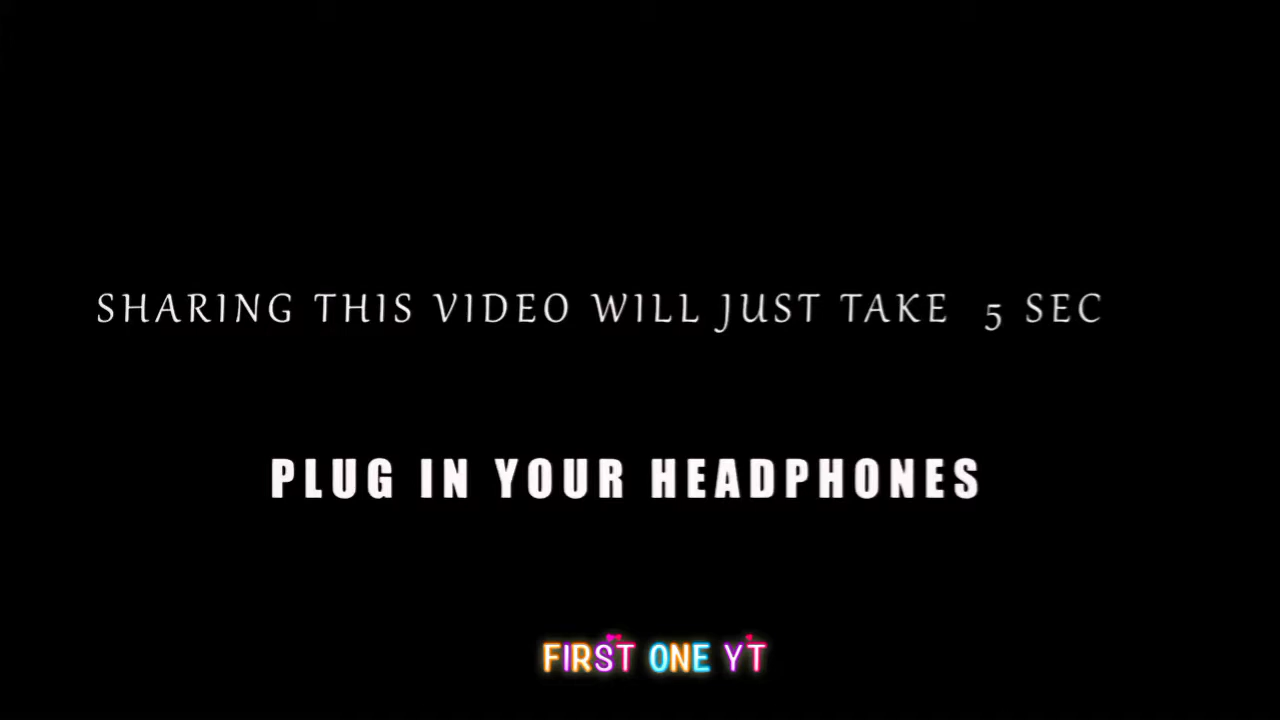 SHARING THIS VIDEO WILL JUST TAKE 5 SEC
PLUG IN YOUR HEADPHONES
FIRST ONE YT